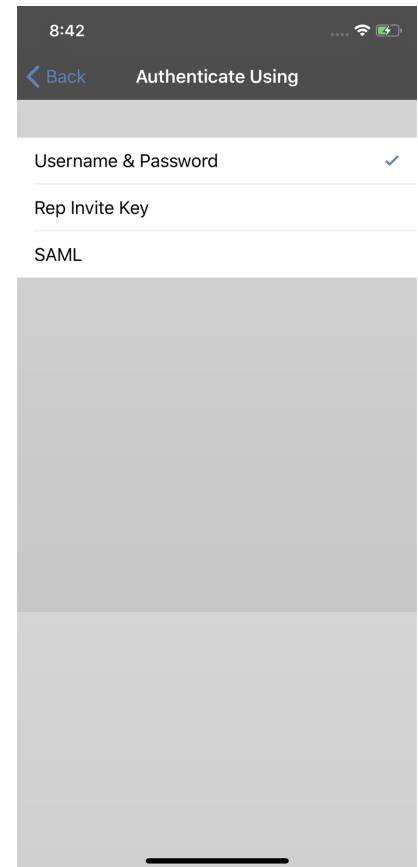 8:42
Back Authenticate Using
Username & Password
Rep Invite Key
SAML